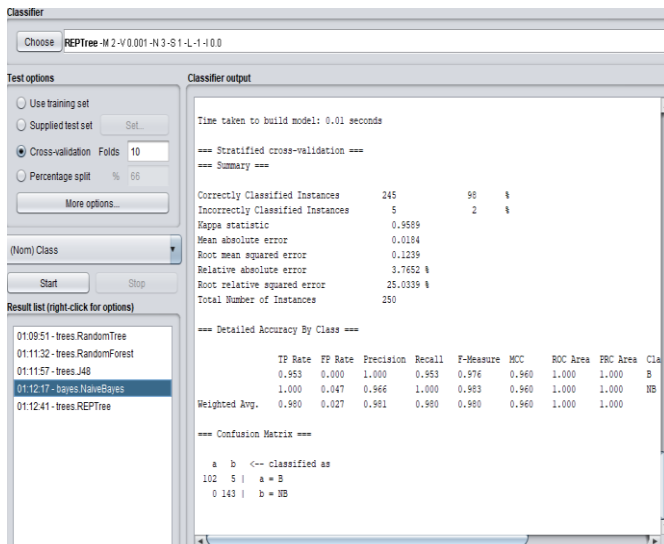 Classifier
Choose REPTree -M 2 -V 0.001 -N 3 -S 1 -L -1 -I 0.0
Test options
Use training set
Supplied test set Set...
Cross-validation Folds 10
Percentage split % 66
More options...
(Nom) Class
Start Stop
Result list (right-click for options)
01:09:51 - trees.RandomTree
01:11:32 - trees.RandomForest
01:11:57 - trees.J48
01:12:17 - bayes.NaiveBayes
01:12:41 - trees.REPTree
Classifier output
Time taken to build model: 0.01 seconds
=== Stratified cross-validation ===
=== Summary ===
Correctly Classified Instances 245 98 %
Incorrectly Classified Instances 5 2 %
Kappa statistic 0.9589
Mean absolute error 0.0184
Root mean squared error 0.1239
Relative absolute error 3.7652 %
Root relative squared error 25.0339 %
Total Number of Instances 250
=== Detailed Accuracy By Class ===
TP Rate FP Rate Precision Recall F-Measure MCC ROC Area PRC Area Cla
0.953 0.000 1.000 0.953 0.976 0.960 1.000 1.000 B
1.000 0.047 0.966 1.000 0.983 0.960 1.000 1.000 NB
Weighted Avg. 0.980 0.027 0.981 0.980 0.980 0.960 1.000 1.000
=== Confusion Matrix ===
a b <-- classified as
102 5 | a = B
0 143 | b = NB